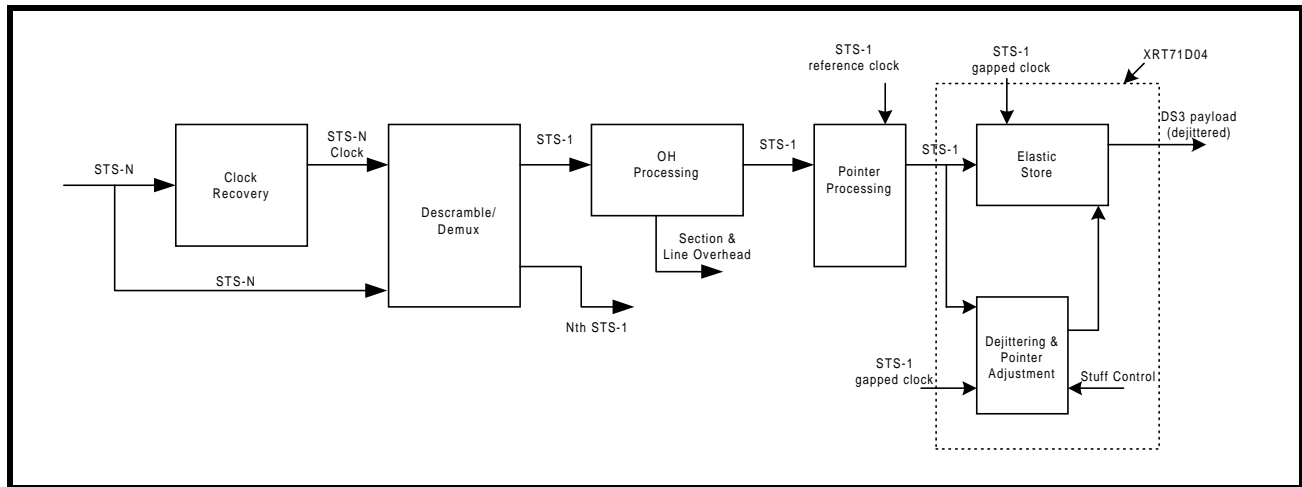 STS-1
reference clock
STS-1
gapped clock
XRT71D04
STS-N
Clock
Recovery
STS-N
Clock
STS-N
Descramble/
Demux
STS-1
Nth STS-1
OH
Processing
Section &
Line Overhead
STS-1
Pointer
Processing
STS-1
Elastic
Store
DS3 payload
(dejittered)
Dejittering &
Pointer
Adjustment
STS-1
gapped clock
Stuff Control